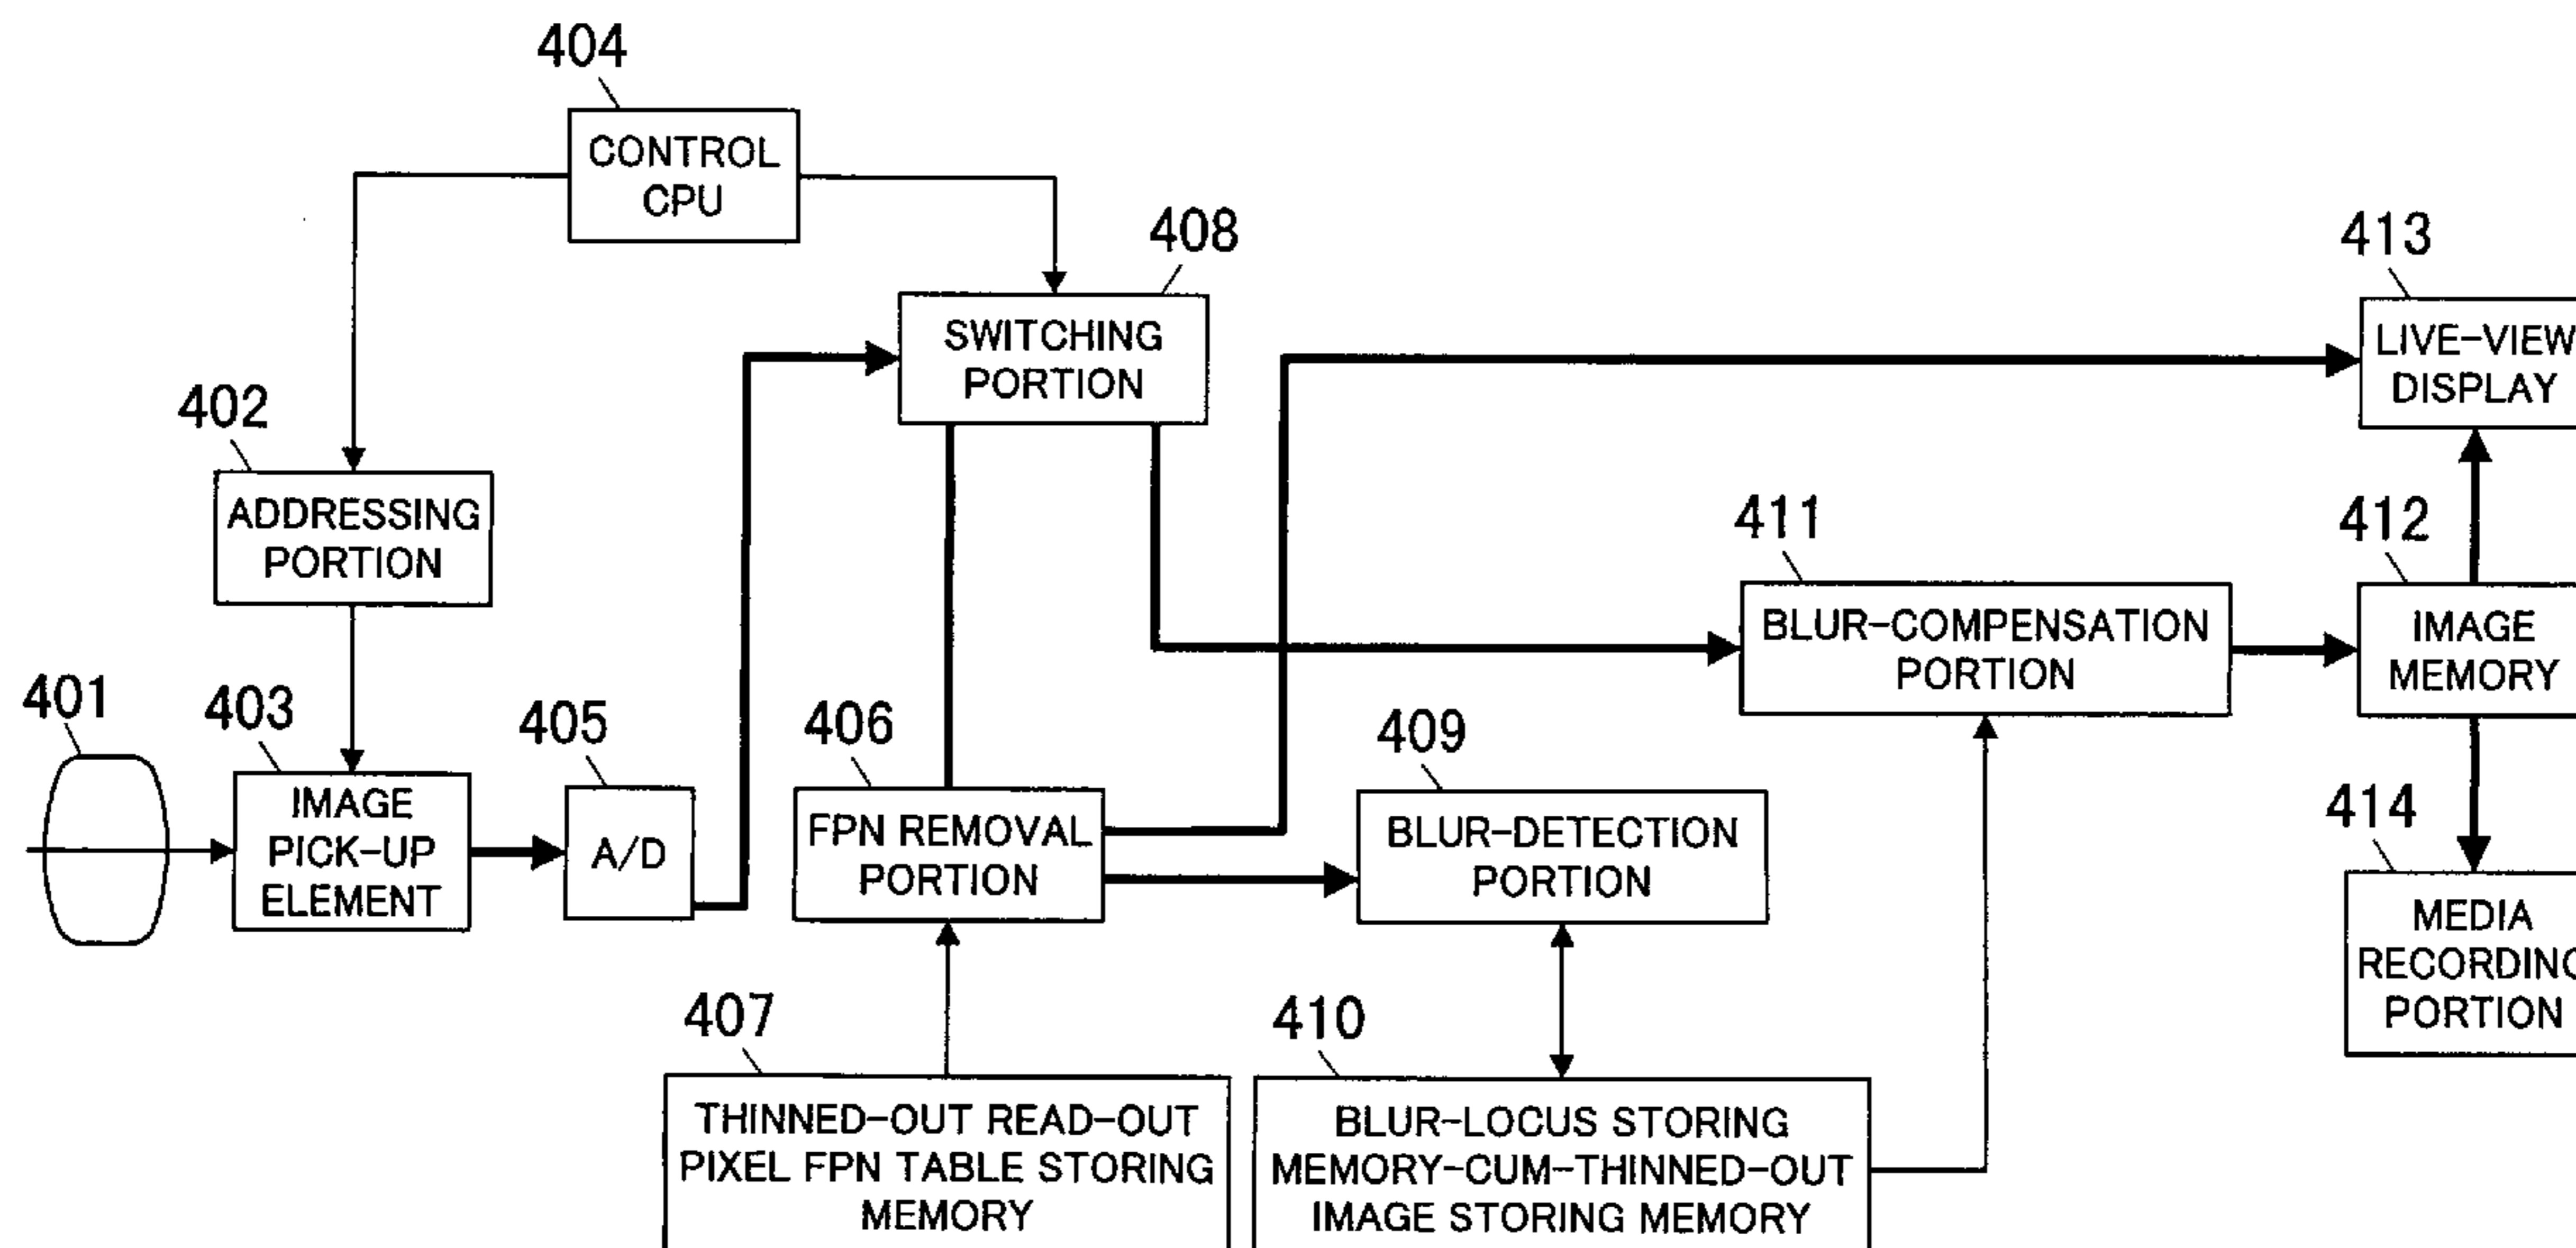 404
CONTROL
CPU
408
SWITCHING
PORTION
413
LIVE-VIEW
DISPLAY
402
ADDRESSING
PORTION
411
BLUR-COMPENSATION
PORTION
412
IMAGE
MEMORY
401
403
IMAGE
PICK-UP
ELEMENT
405
A/D
406
FPN REMOVAL
PORTION
409
BLUR-DETECTION
PORTION
414
MEDIA
RECORDING
PORTION
407
THINNED-OUT READ-OUT
PIXEL FPN TABLE STORING
MEMORY
410
BLUR-LOCUS STORING
MEMORY-CUM-THINNED-OUT
IMAGE STORING MEMORY